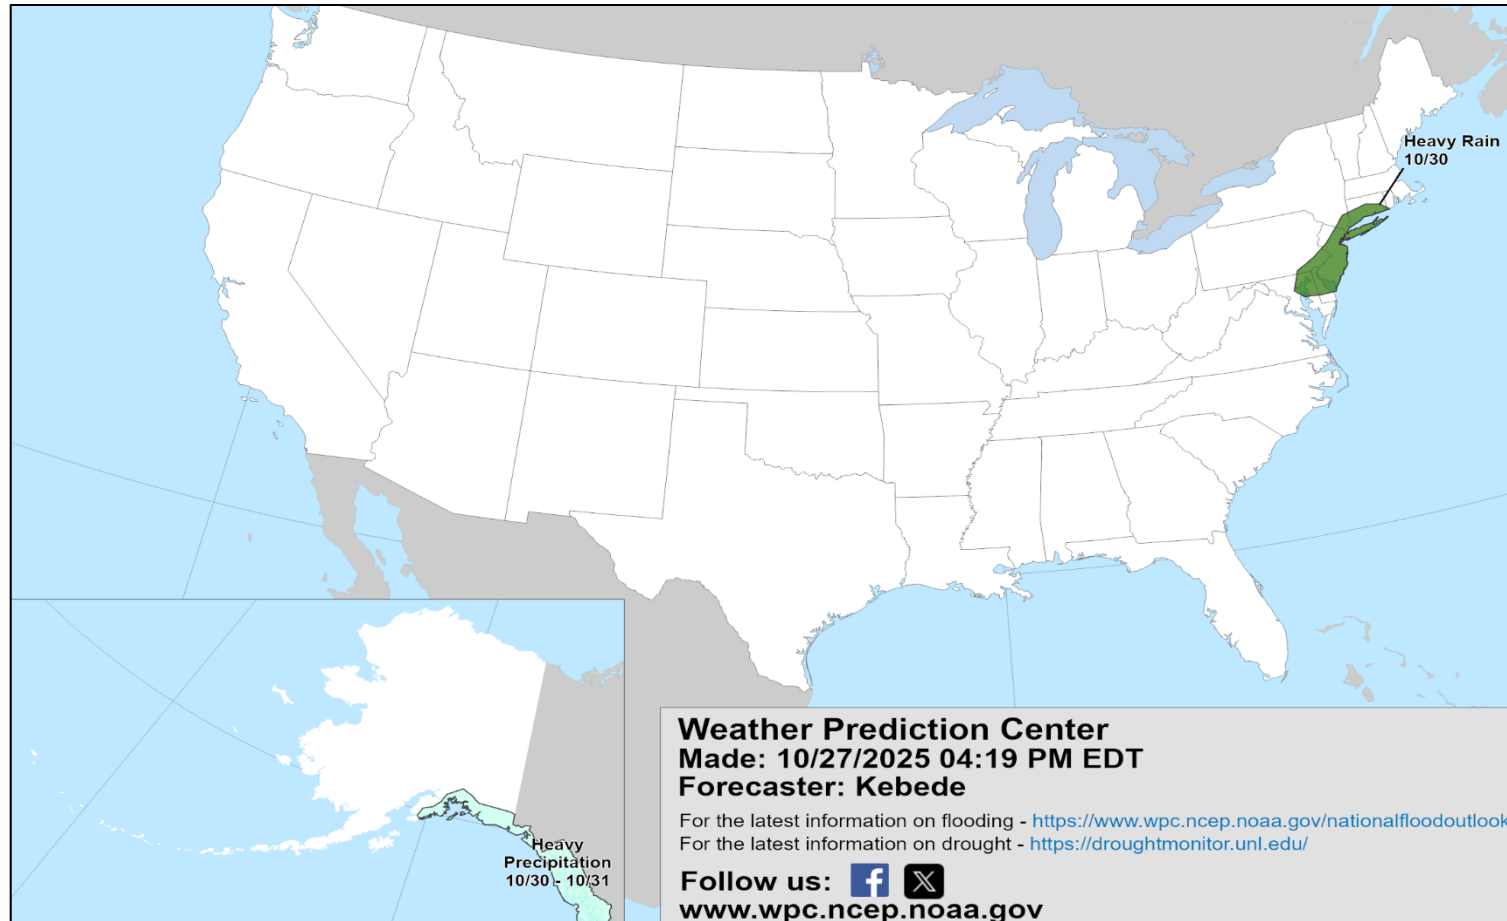 Heavy Rain
10/30
Heavy
Precipitation
10/30 - 10/31
Weather Prediction Center
Made: 10/27/2025 04:19 PM EDT
Forecaster: Kebede
For the latest information on flooding - https://www.wpc.ncep.noaa.gov/nationalfloodoutlook
For the latest information on drought - https://droughtmonitor.unl.edu/
Follow us: f X
www.wpc.ncep.noaa.gov